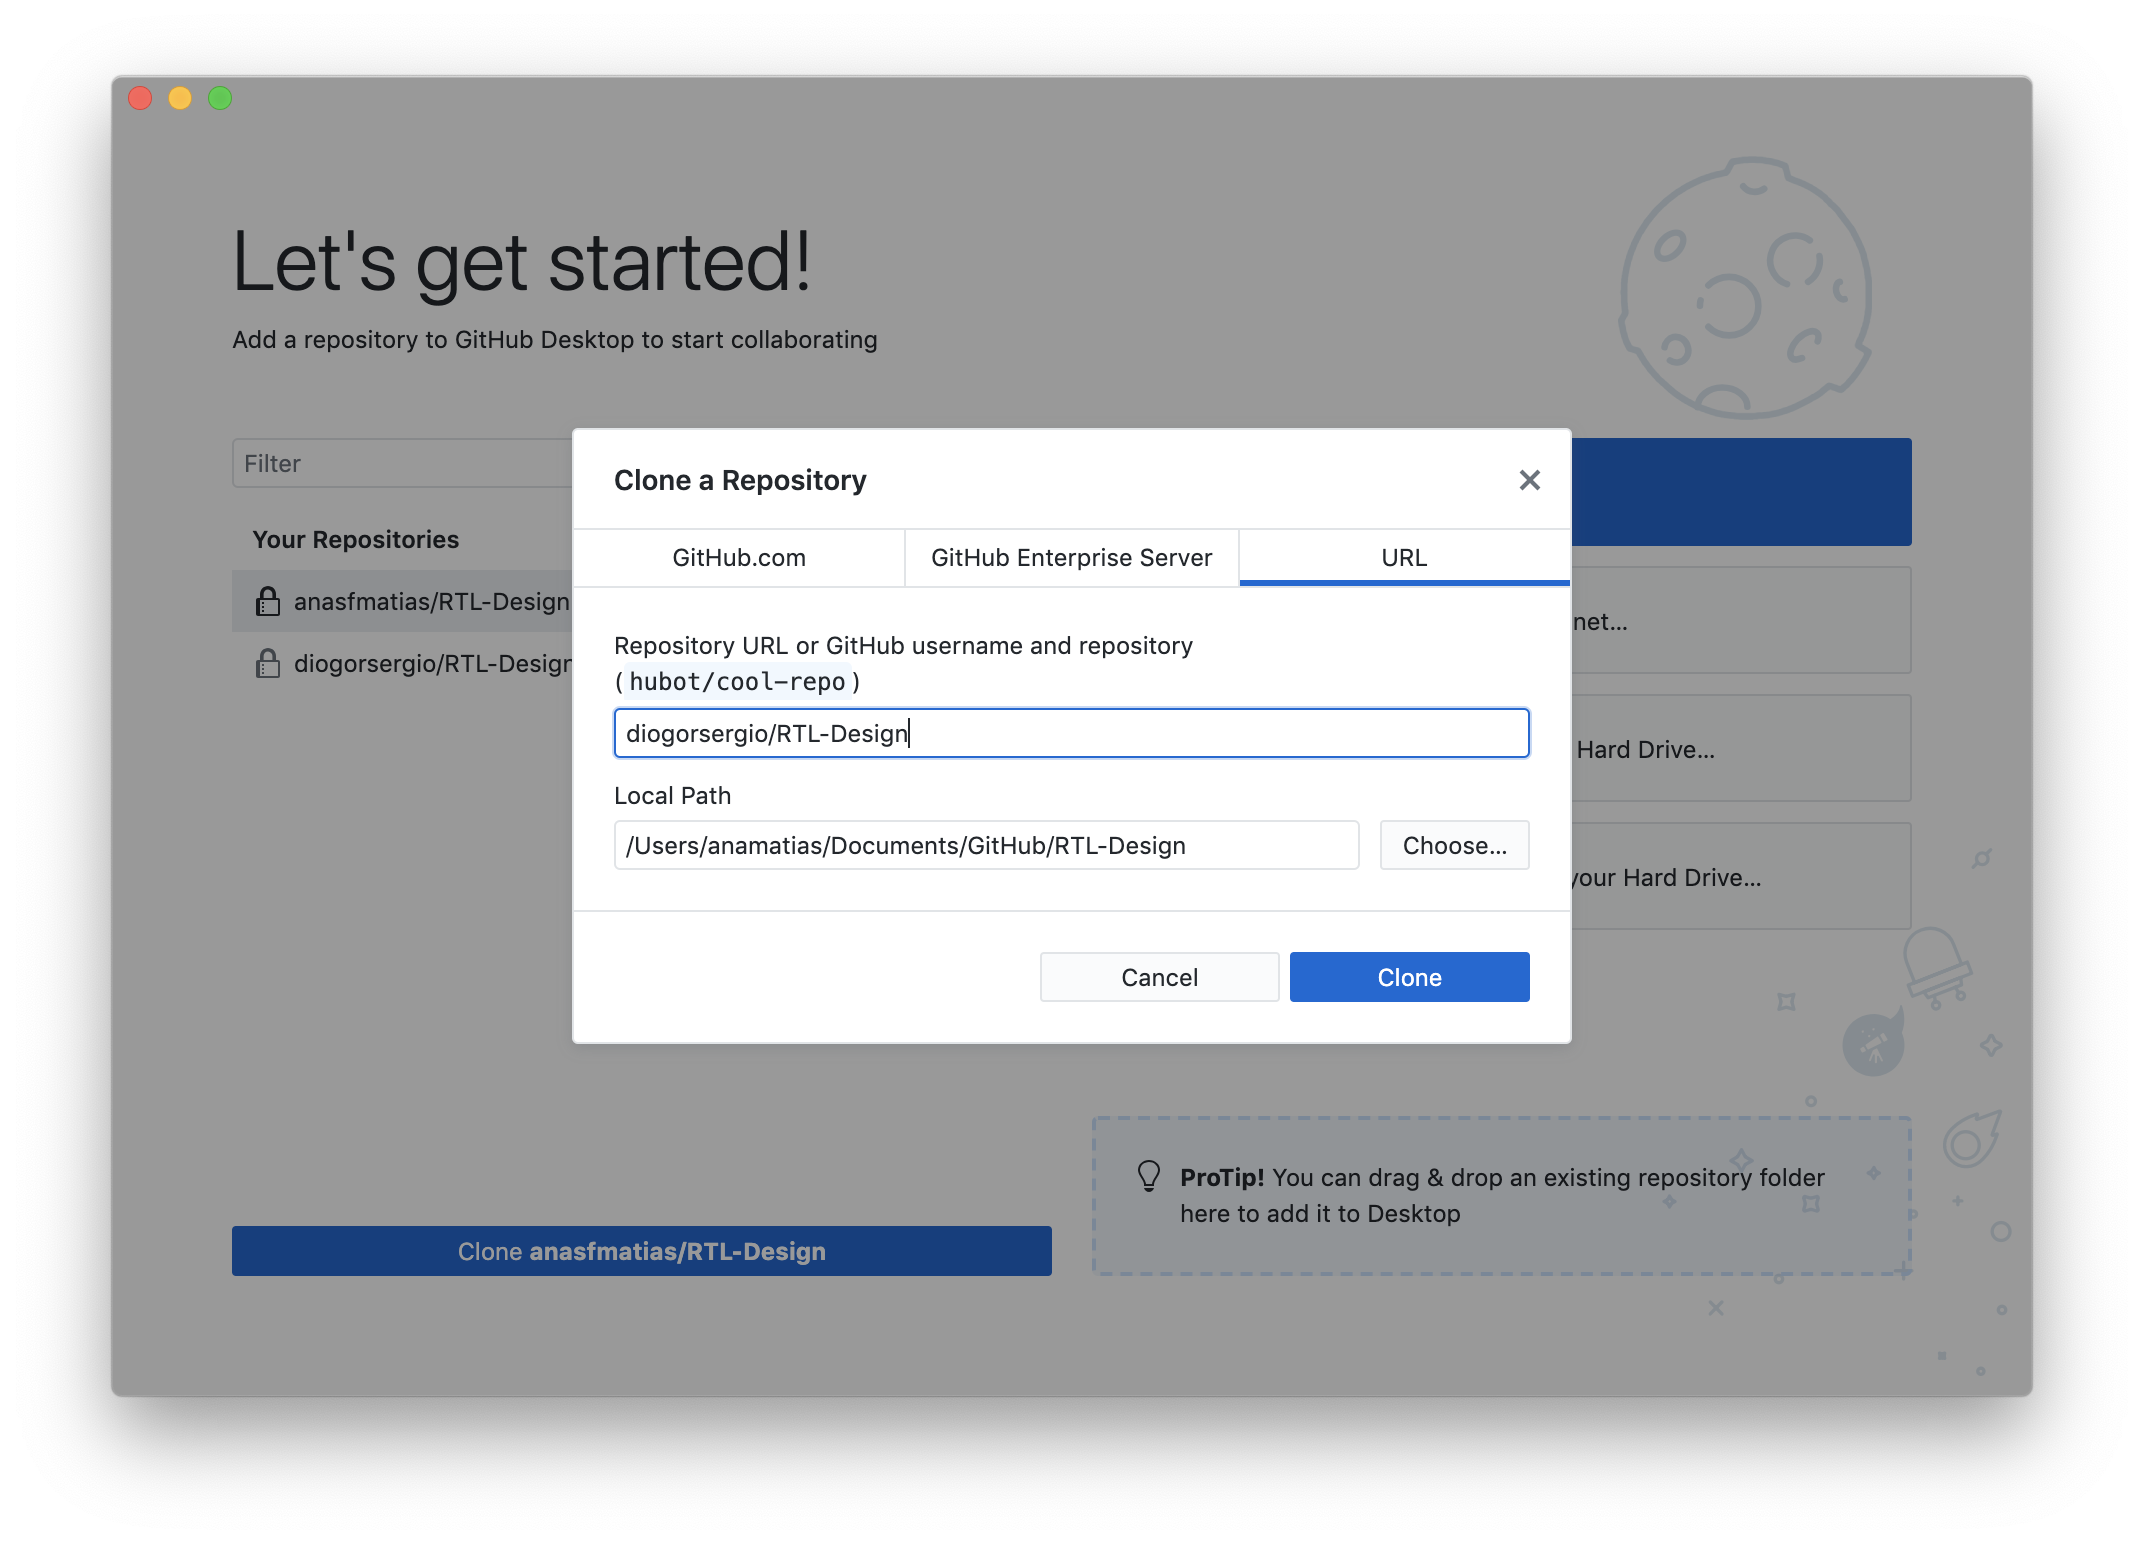 Let's get started!
Add a repository to GitHub Desktop to start collaborating
Filter
Your Repositories
anasfmatias/RTL-Design
diogorsergio/RTL-Design
Clone a Repository
GitHub.com
GitHub Enterprise Server
URL
Repository URL or GitHub username and repository
(hubot/cool-repo)
diogorsergio/RTL-Design
Local Path
/Users/anamatias/Documents/GitHub/RTL-Design
Choose...
Cancel
Clone
net...
Hard Drive...
your Hard Drive...
ProTip! You can drag & drop an existing repository folder
here to add it to Desktop
Clone anasfmatias/RTL-Design